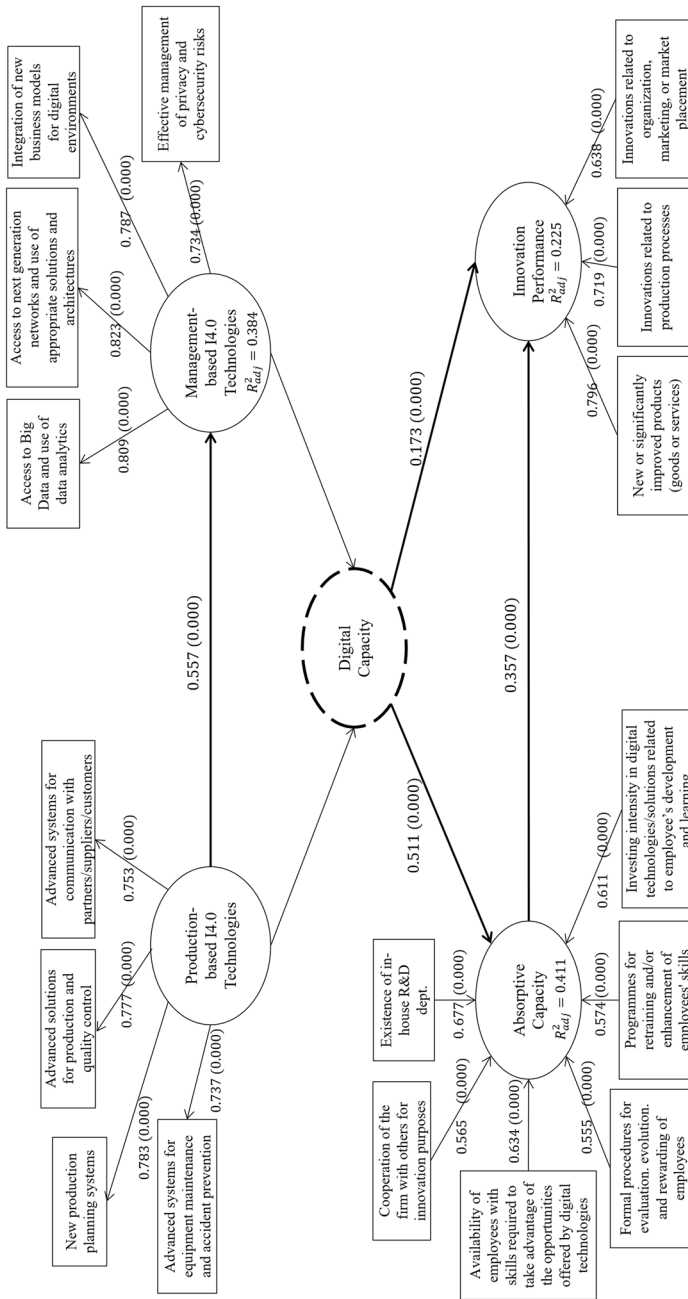 New production
planning systems
0.783 (0.000)
Advanced solutions
for production and
quality control
0.777 (0.000)
Advanced systems for
communication with
partners/suppliers/customers
0.753 (0.000)
Advanced systems for
equipment maintenance
and accident prevention
0.737 (0.000)
Production-
based I4.0
Technologies
0.557 (0.000)
Access to Big
Data and use of
data analytics
0.809 (0.000)
Access to next generation
networks and use of
appropriate solutions and
architectures
0.823 (0.000)
Integration of new
business models
for digital
environments
0.787 (0.000)
Effective management
of privacy and
cybersecurity risks
0.734 (0.000)
Management-
based I4.0
Technologies
R²adj = 0.384
Digital
Capacity
0.511 (0.000)
0.173 (0.000)
Cooperation of the
firm with others for
innovation purposes
0.565 (0.000)
Existence of in-
house R&D
dept.
0.677 (0.000)
Availability of
employees with
skills required to
take advantage of
the opportunities
offered by digital
technologies
0.634 (0.000)
Absorptive
Capacity
R²adj = 0.411
0.357 (0.000)
Formal procedures for
evaluation. evolution.
and rewarding of
employees
0.555 (0.000)
Programmes for
retraining and/or
enhancement of
employees' skills
0.574 (0.000)
Investing intensity in digital
technologies/solutions related
to employee's development
and learning
0.611 (0.000)
Innovation
Performance
R²adj = 0.225
New or significantly
improved products
(goods or services)
0.796 (0.000)
Innovations related to
production processes
0.719 (0.000)
Innovations related to
organization,
marketing, or market
placement
0.638 (0.000)